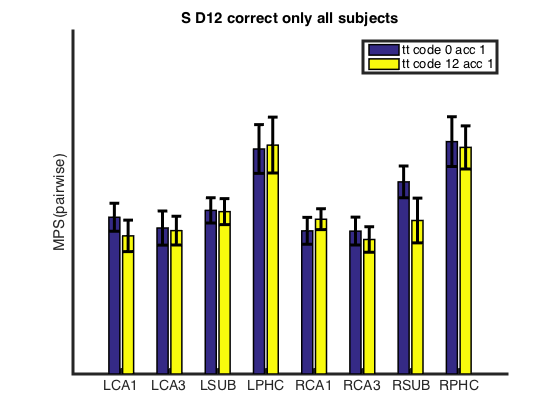 S D12 correct only all subjects
tt code 0 acc 1
tt code 12 acc 1
MPS(pairwise)
LCA1 LCA3 LSUB LPHC RCA1 RCA3 RSUB RPHC